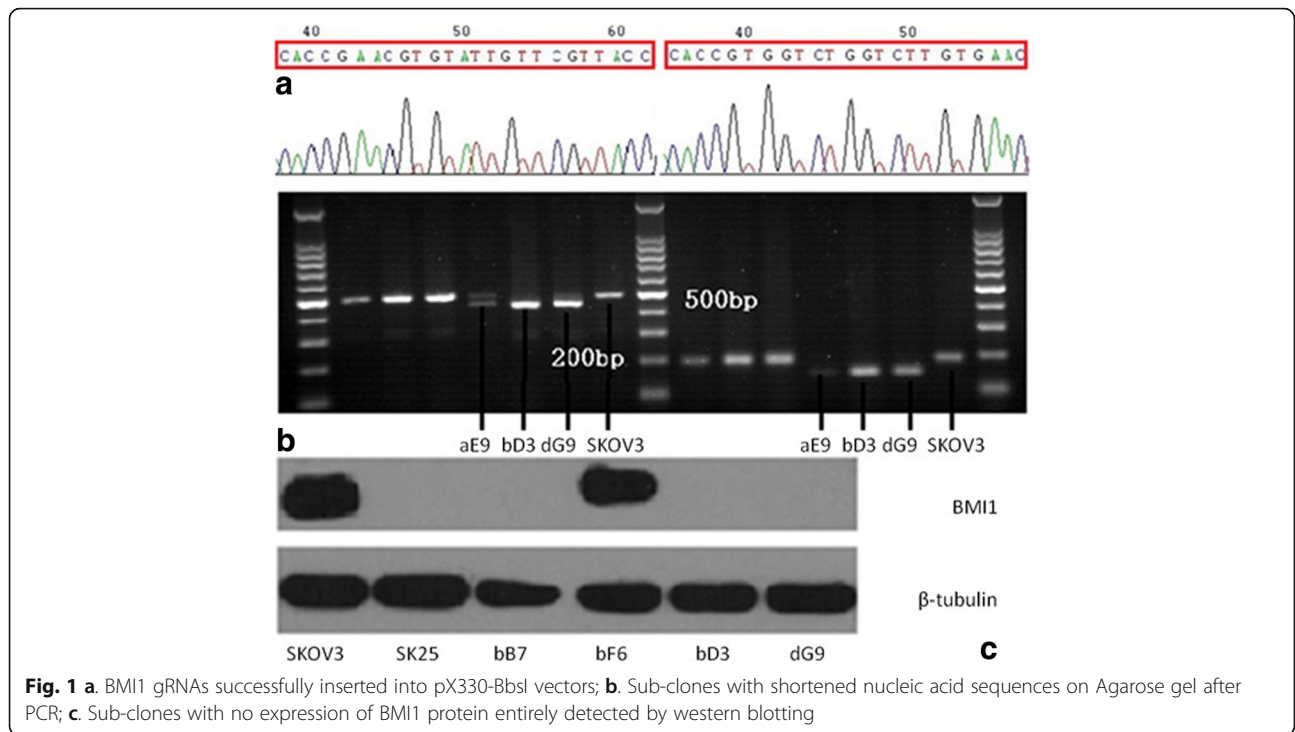 40 50 60 40 50
CACCGAACGTGTATTGTTCGTTACC CACCGTGGTCTGGTCTTGTGAAC
a
500bp
200bp
b aE9 bD3 dG9 SKOV3 aE9 bD3 dG9 SKOV3
BMI1
β-tubulin
SKOV3 SK25 bB7 bF6 bD3 dG9 c
Fig. 1 a. BMI1 gRNAs successfully inserted into pX330-BbsI vectors; b. Sub-clones with shortened nucleic acid sequences on Agarose gel after
PCR; c. Sub-clones with no expression of BMI1 protein entirely detected by western blotting